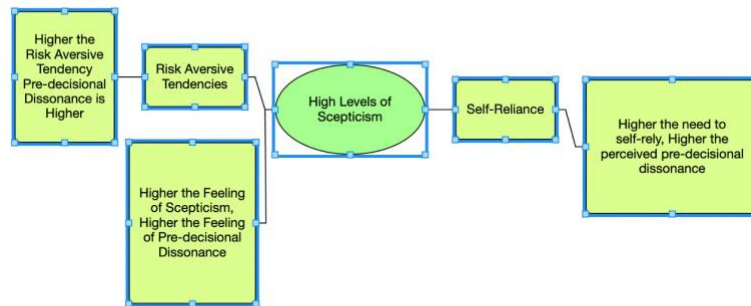 Higher the
Risk Aversive
Tendency
Pre-decisional
Dissonance is
Higher
Risk Aversive
Tendencies
Higher the Feeling
of Scepticism,
Higher the Feeling
of Pre-decisional
Dissonance
High Levels of
Scepticism
Self-Reliance
Higher the need to
self-rely, Higher the
perceived pre-decisional
dissonance